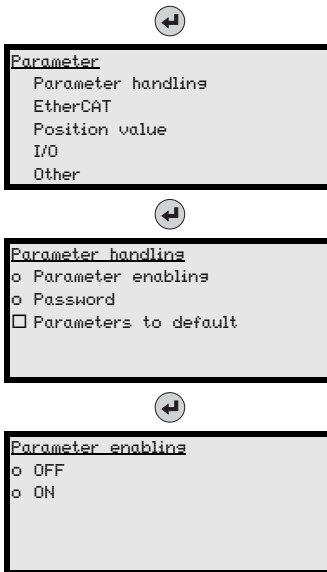 Parameter
Parameter handling
EtherCAT
Position value
I/O
Other
Parameter handling
o Parameter enabling
o Password
☐ Parameters to default
Parameter enabling
o OFF
o ON